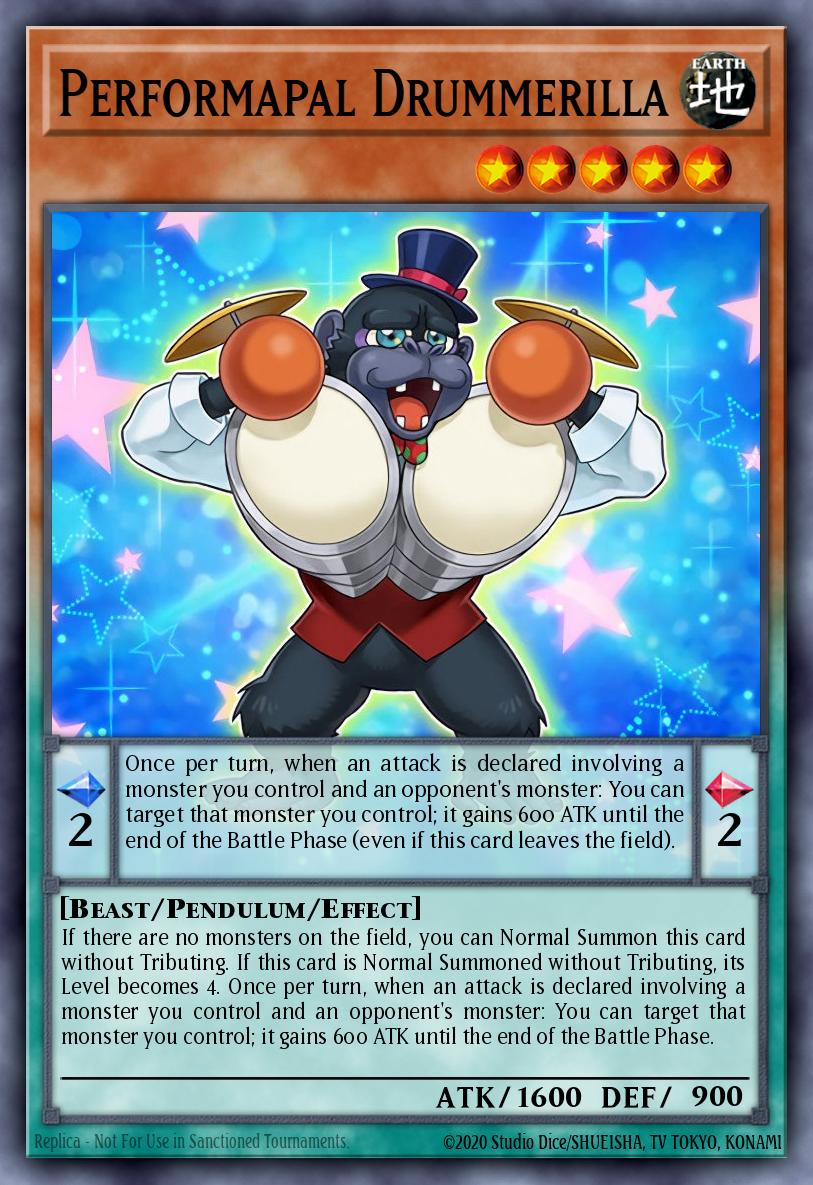 Performapal Drummerilla
EARTH
地
Once per turn, when an attack is declared involving a
monster you control and an opponent's monster: You can
target that monster you control; it gains 600 ATK until the
end of the Battle Phase (even if this card leaves the field).
2
2
[Beast/Pendulum/Effect]
If there are no monsters on the field, you can Normal Summon this card
without Tributing. If this card is Normal Summoned without Tributing, its
Level becomes 4. Once per turn, when an attack is declared involving a
monster you control and an opponent's monster: You can target that
monster you control; it gains 600 ATK until the end of the Battle Phase.
ATK/1600 DEF/ 900
Replica - Not For Use in Sanctioned Tournaments.
©2020 Studio Dice/SHUEISHA, TV TOKYO, KONAMI